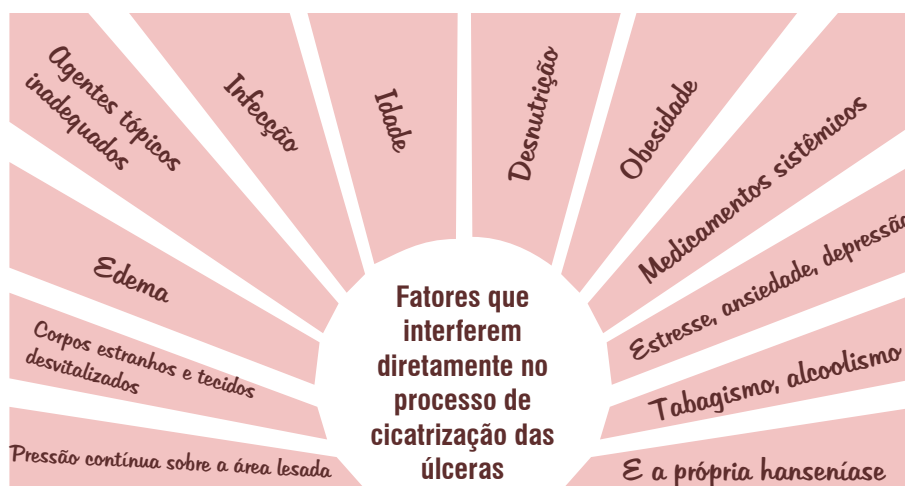 Agentes tópicos
inadequados
Infecção
Idade
Desnutrição
Obesidade
Medicamentos sistêmicos
Edema
Estresse, ansiedade, depressão
Corpos estranhos e tecidos
desvitalizados
Tabagismo, alcoolismo
Pressão contínua sobre a área lesada
E a própria hanseníase
Fatores que
interferem
diretamente no
processo de
cicatrização das
úlceras